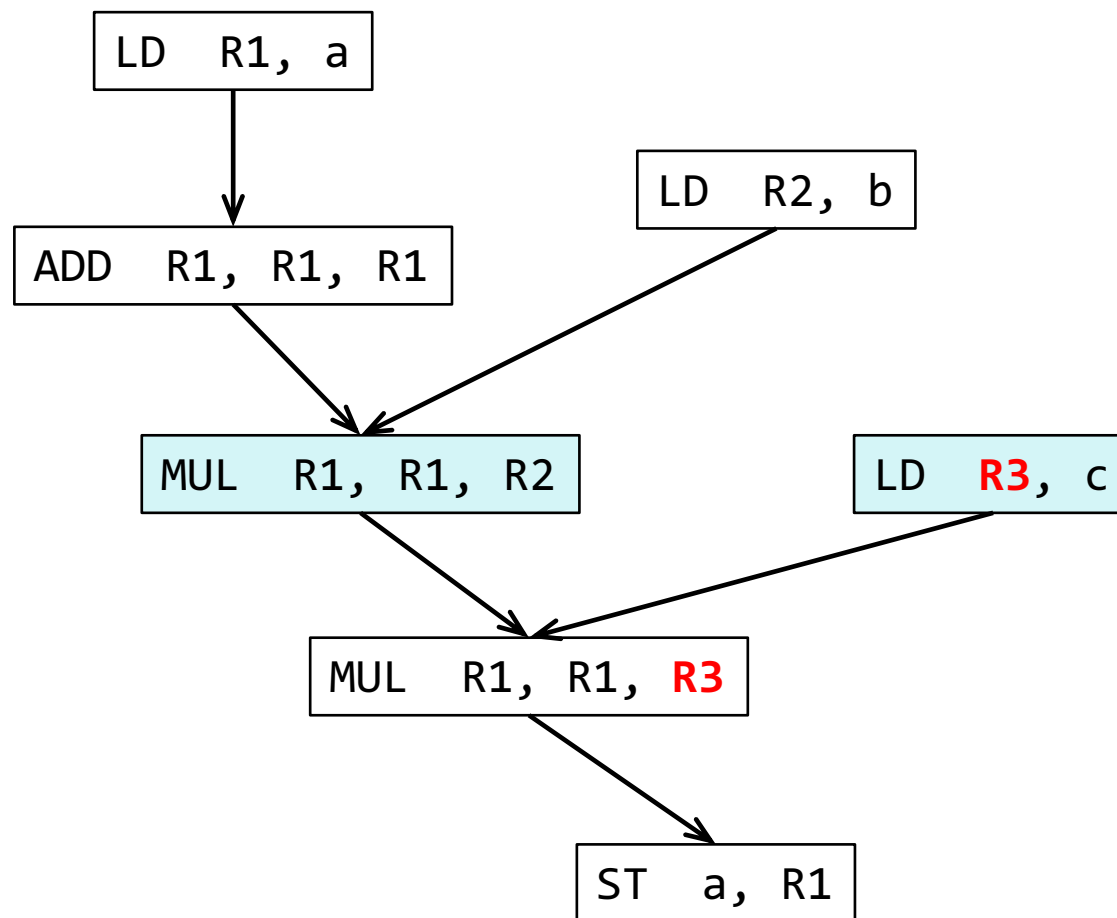 LD R1, a
LD R2, b
ADD R1, R1, R1
MUL R1, R1, R2
LD R3, c
MUL R1, R1, R3
ST a, R1